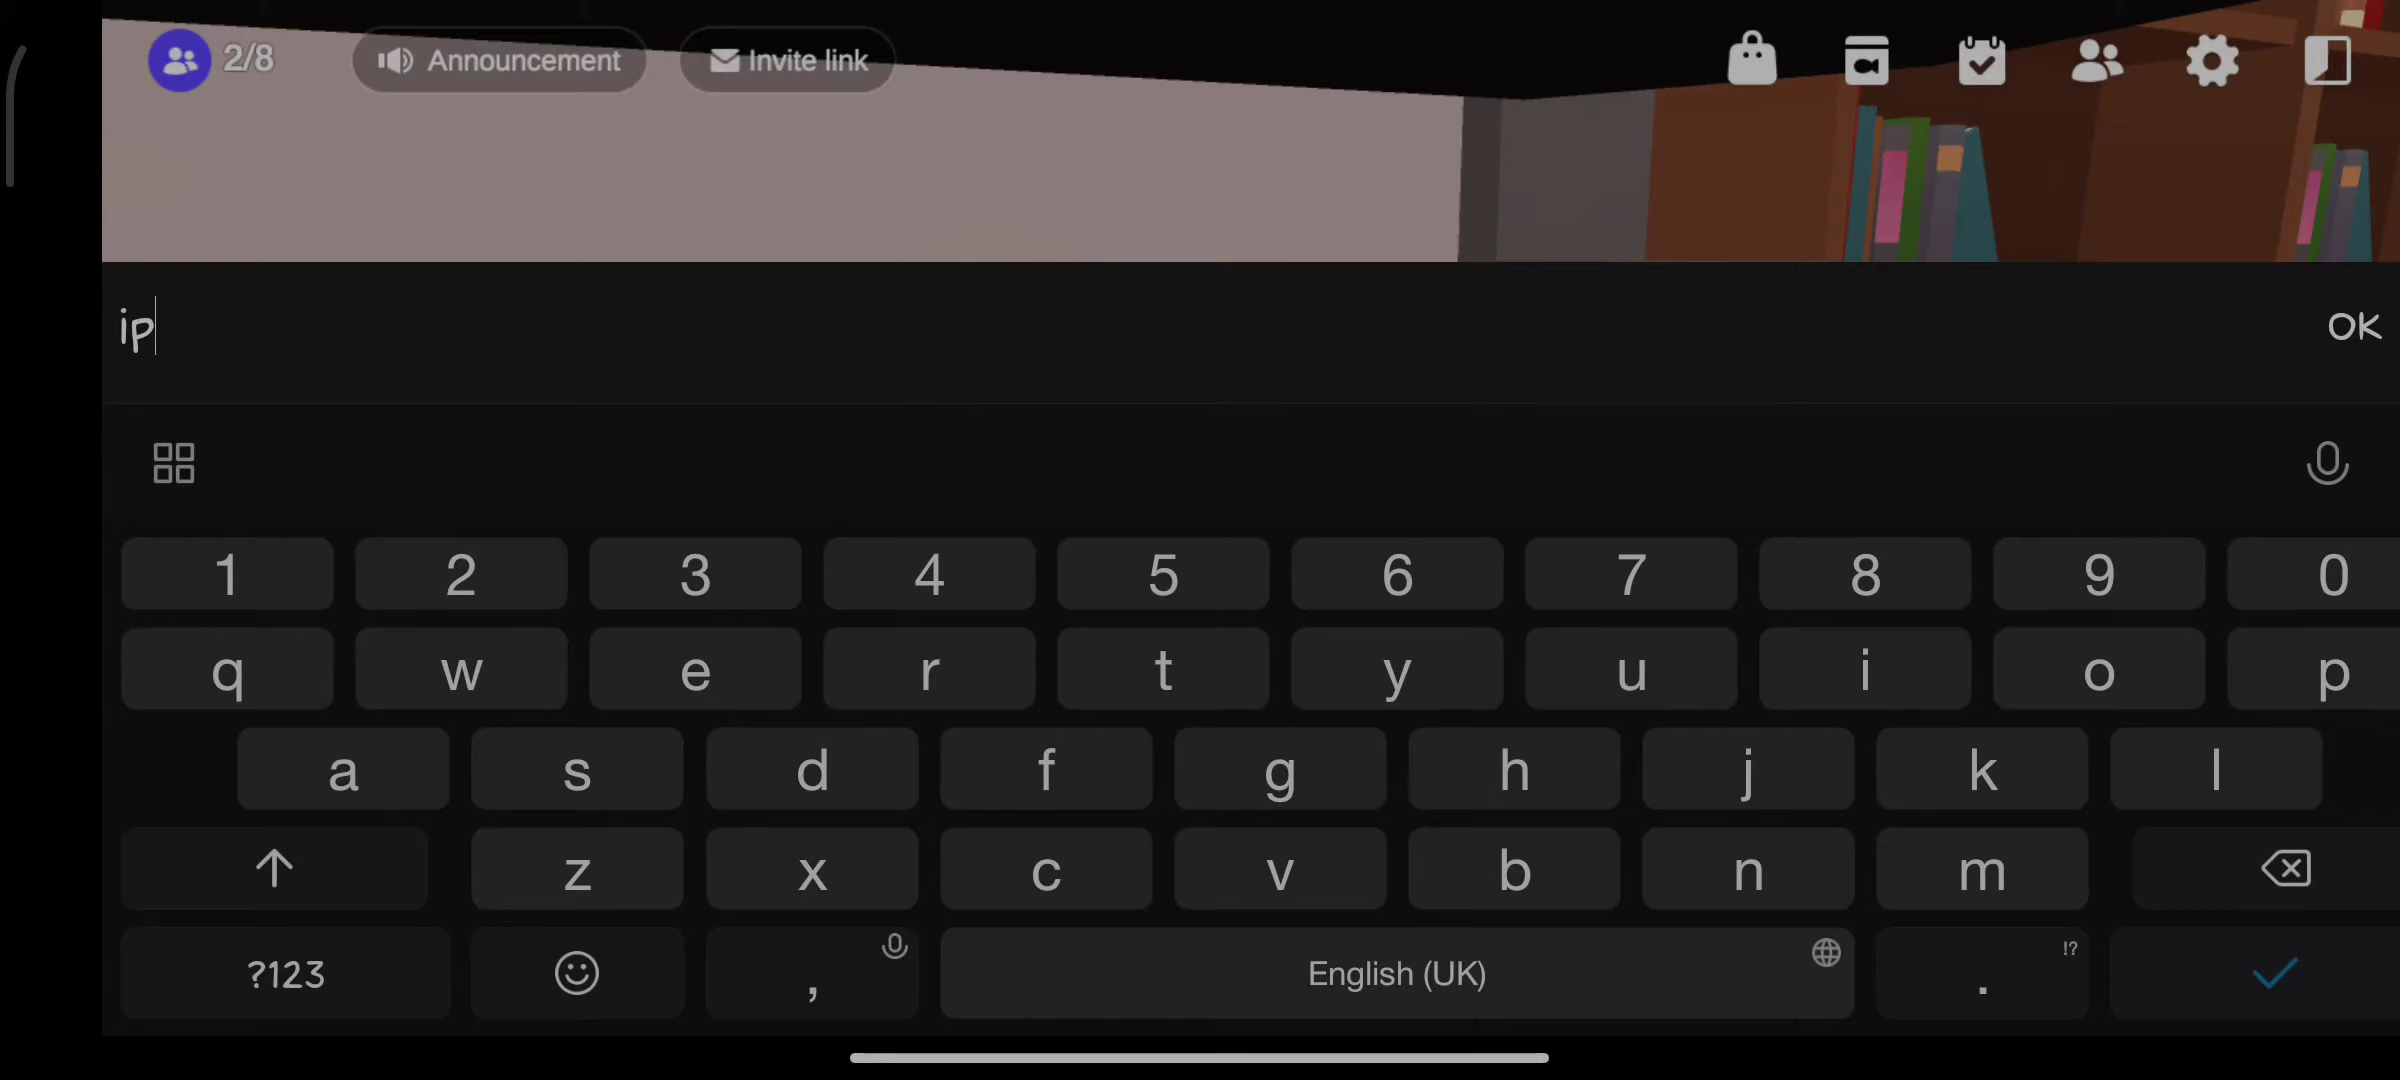 2/8 Announcement Invite link
ip OK
1 2 3 4 5 6 7 8 9 0
q w e r t y u i o p
a s d f g h j k l
z x c v b n m
?123 , English (UK) . !?